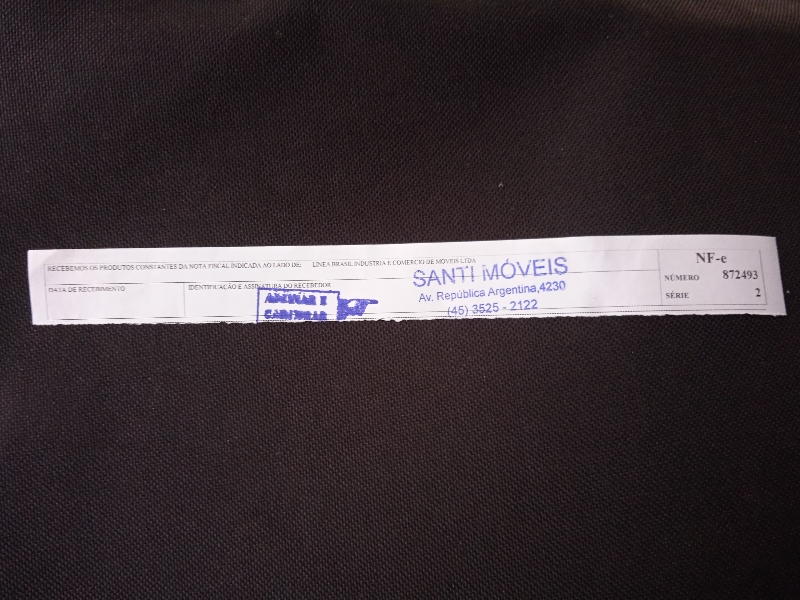 RECEBEMOS OS PRODUTOS CONSTANTES DA NOTA FISCAL INDICADA AO LADO DE: LINEA BRASIL INDUSTRIA E COMERCIO DE MOVEIS LTDA
DATA DE RECEBIMENTO
IDENTIFICAÇÃO E ASSINATURA DO RECEBEDOR
ASSINAR E
CARIMBAR
SANTI MÓVEIS
Av. República Argentina,4230
(45) 3525 - 2122
NF-e
NÚMERO 872493
SÉRIE 2